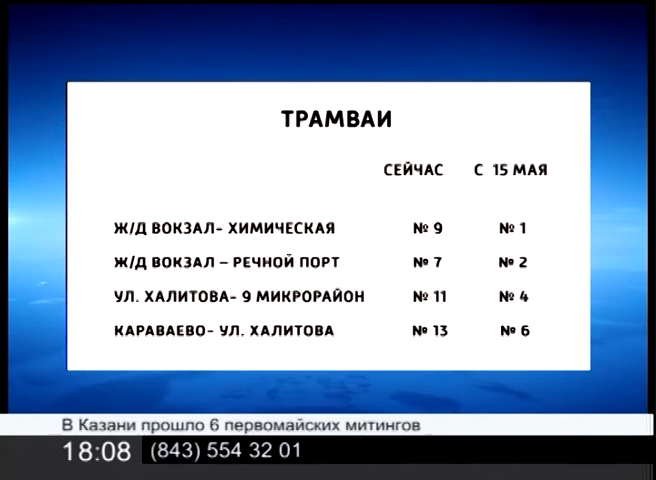 ТРАМВАИ
СЕЙЧАС С 15 МАЯ
Ж/Д ВОКЗАЛ- ХИМИЧЕСКАЯ № 9 № 1
Ж/Д ВОКЗАЛ – РЕЧНОЙ ПОРТ № 7 № 2
УЛ. ХАЛИТОВА- 9 МИКРОРАЙОН № 11 № 4
КАРАВАЕВО- УЛ. ХАЛИТОВА № 13 № 6
В Казани прошло 6 первомайских митингов
18:08 (843) 554 32 01